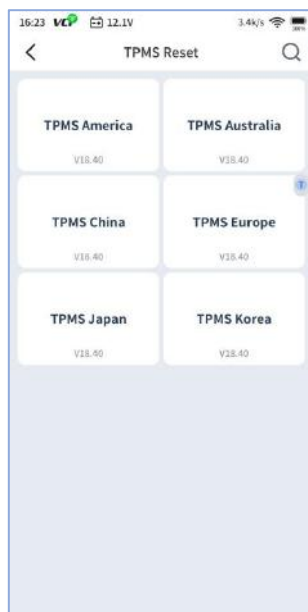 16:23 VCI 12.1V 3.4k/s
TPMS Reset
TPMS America TPMS Australia
V18.40 V18.40
T
TPMS China TPMS Europe
V18.40 V18.40
TPMS Japan TPMS Korea
V18.40 V18.40